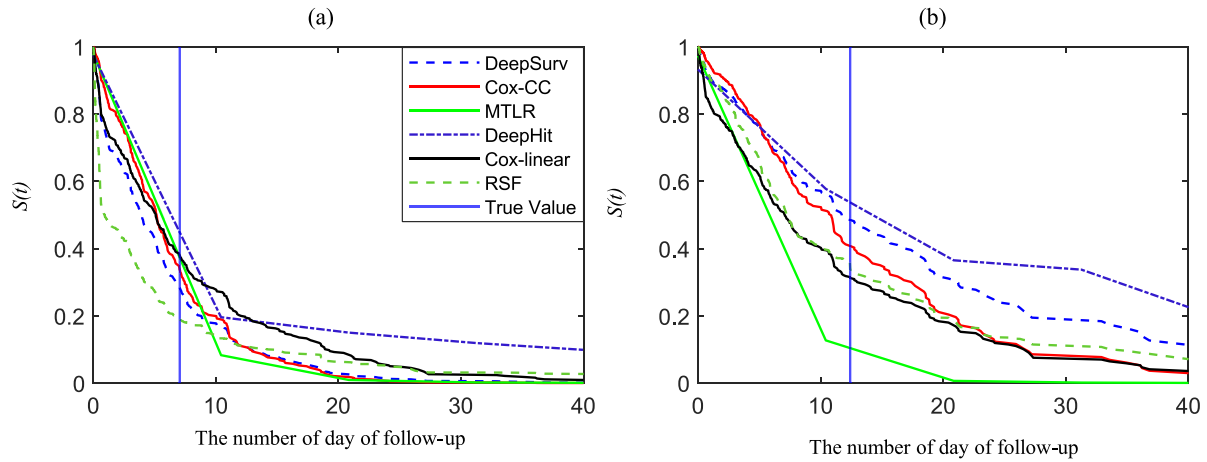 (a)
(b)
1
0.8
0.6
0.4
0.2
0
S(t)
0 10 20 30 40
The number of day of follow-up
DeepSurv
Cox-CC
MTLR
DeepHit
Cox-linear
RSF
True Value
1
0.8
0.6
0.4
0.2
0
S(t)
0 10 20 30 40
The number of day of follow-up